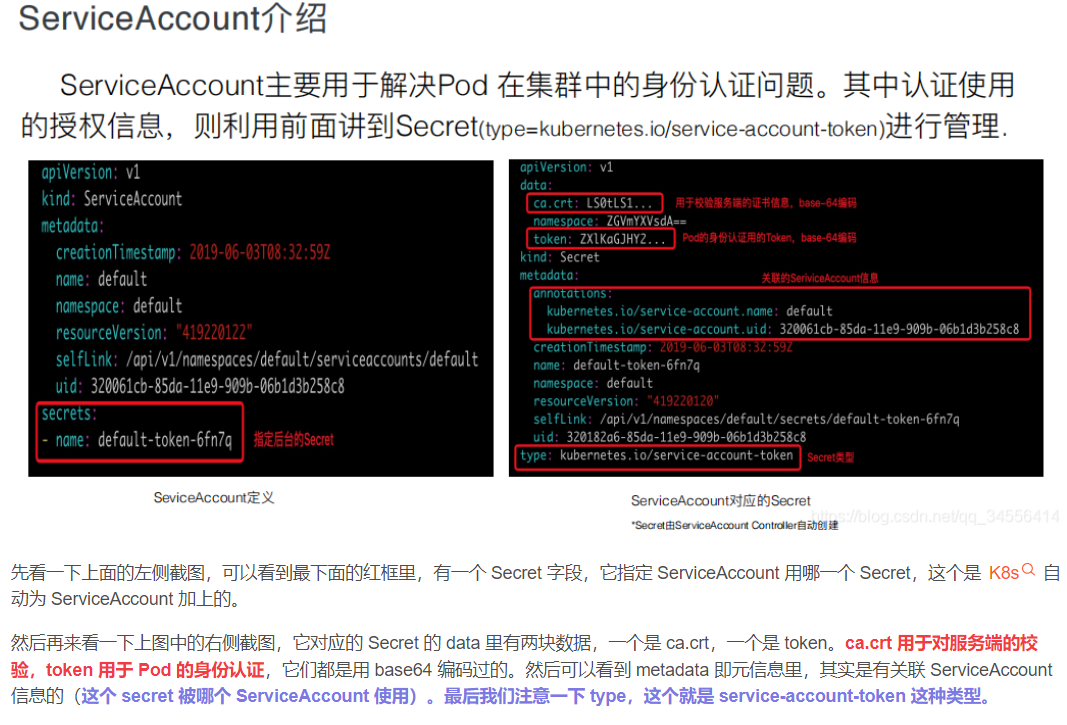 ServiceAccount介绍
ServiceAccount主要用于解决Pod 在集群中的身份认证问题。其中认证使用
的授权信息，则利用前面讲到Secret(type=kubernetes.io/service-account-token)进行管理.
apiVersion: v1
kind: ServiceAccount
metadata:
creationTimestamp: 2019-06-03T08:32:59Z
name: default
namespace: default
resourceVersion: "419220122"
selfLink: /api/v1/namespaces/default/serviceaccounts/default
uid: 320061cb-85da-11e9-909b-06b1d3b258c8
secrets:
- name: default-token-6fn7q 指定后台的Secret
SeviceAccount定义
apiVersion: v1
data:
ca.crt: LS0tLS1... 用于校验服务端的证书信息，base-64编码
namespace: ZGVmYXVsdA==
token: ZXlKaGJHY2... Pod的身份认证用的Token，base-64编码
kind: Secret
metadata: 关联的SeriviceAccount信息
annotations:
kubernetes.io/service-account.name: default
kubernetes.io/service-account.uid: 320061cb-85da-11e9-909b-06b1d3b258c8
creationTimestamp: 2019-06-03T08:32:59Z
name: default-token-6fn7q
namespace: default
resourceVersion: "419220120"
selfLink: /api/v1/namespaces/default/secrets/default-token-6fn7q
uid: 320182a6-85da-11e9-909b-06b1d3b258c8
type: kubernetes.io/service-account-token Secret类型
ServiceAccount对应的Secret
https://blog.csdn.net/qq_34556414
*Secret由ServiceAccount Controller自动创建
先看一下上面的左侧截图，可以看到最下面的红框里，有一个 Secret 字段，它指定 ServiceAccount 用哪一个 Secret，这个是 K8s 自
动为 ServiceAccount 加上的。
然后再来看一下上图中的右侧截图，它对应的 Secret 的 data 里有两块数据，一个是 ca.crt，一个是 token。ca.crt 用于对服务端的校
验，token 用于 Pod 的身份认证，它们都是用 base64 编码过的。然后可以看到 metadata 即元信息里，其实是有关联 ServiceAccount
信息的（这个 secret 被哪个 ServiceAccount 使用）。最后我们注意一下 type，这个就是 service-account-token 这种类型。